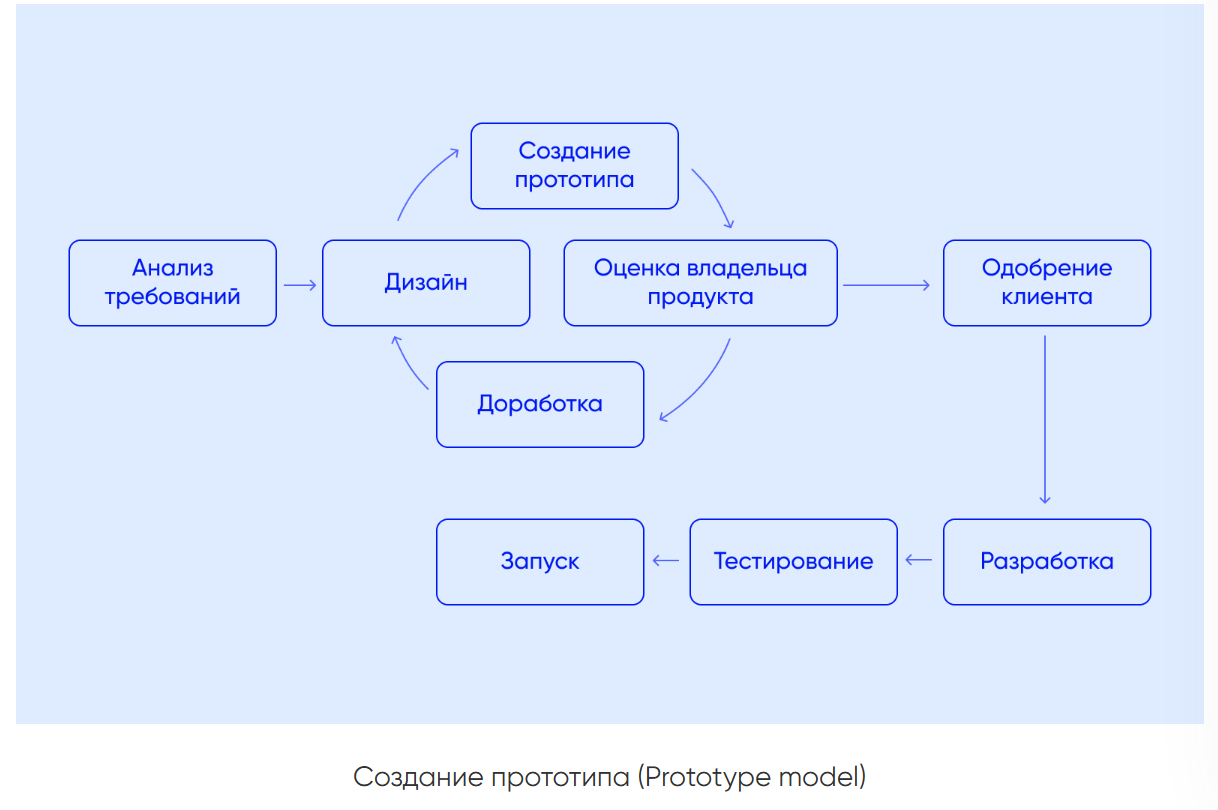 Создание
прототипа
Анализ
требований
Дизайн
Оценка владельца
продукта
Одобрение
клиента
Доработка
Запуск
Тестирование
Разработка
Создание прототипа (Prototype model)